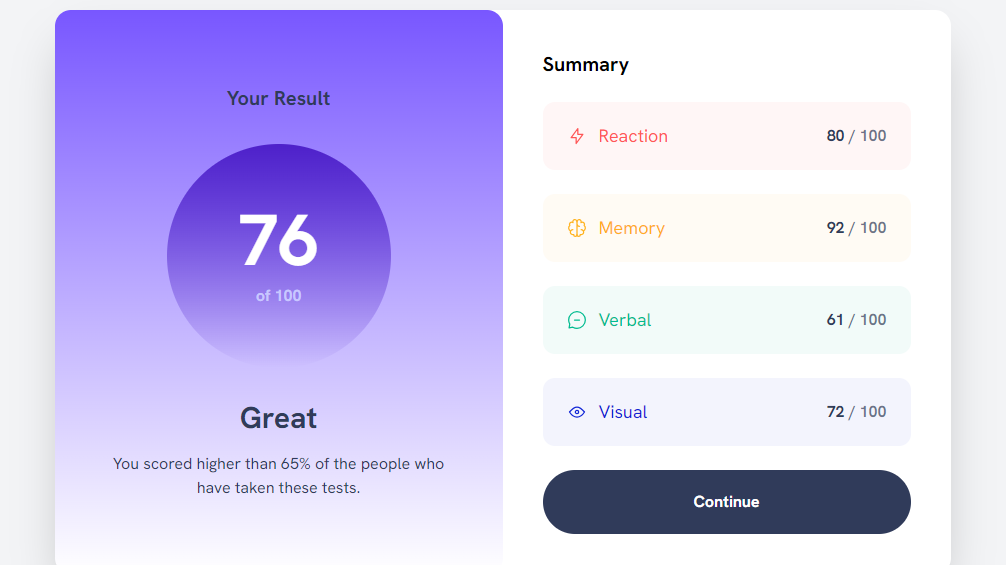 Your Result
76
of 100
Great
You scored higher than 65% of the people who
have taken these tests.
Summary
Reaction 80 / 100
Memory 92 / 100
Verbal 61 / 100
Visual 72 / 100
Continue